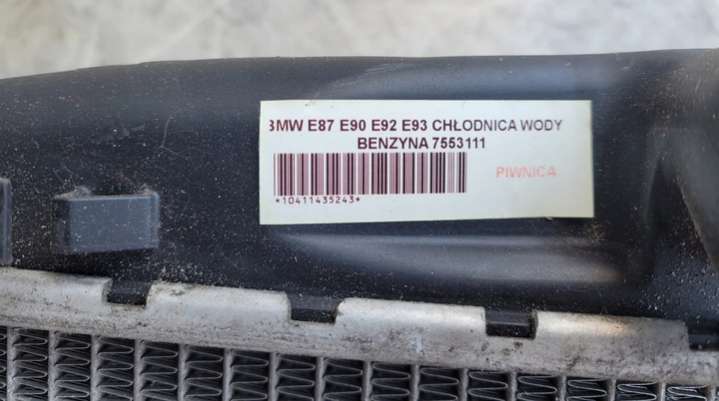 BMW E87 E90 E92 E93 CHŁODNICA WODY
BENZYNA 7553111
PIWNICA
*10411435243*